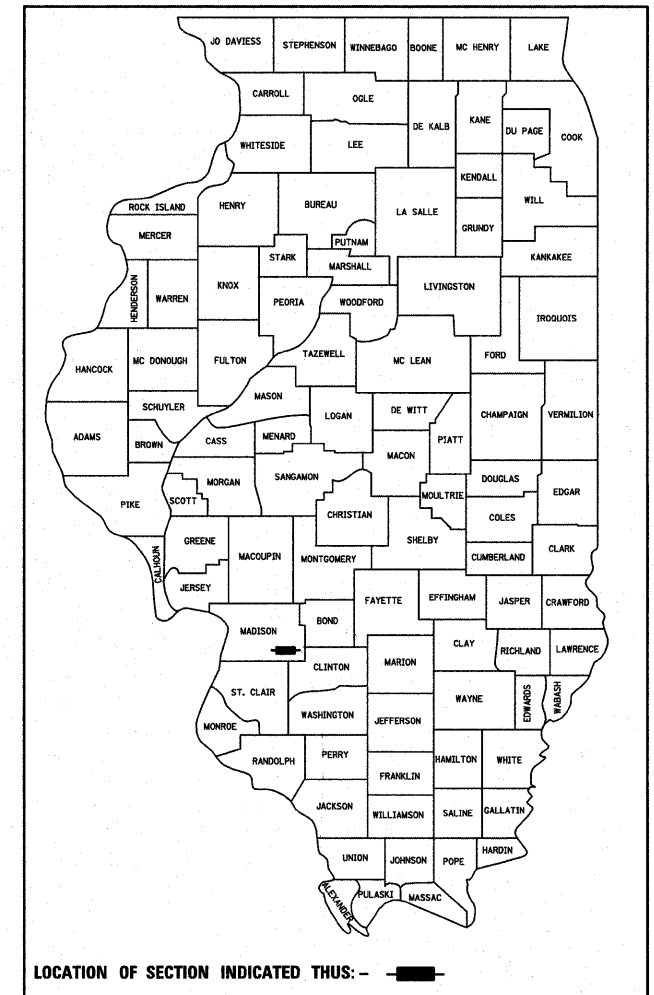 JO DAVIESS STEPHENSON WINNEBAGO BOONE MC HENRY LAKE
CARROLL OGLE DE KALB KANE DU PAGE COOK
WHITESIDE LEE
KENDALL WILL
ROCK ISLAND HENRY BUREAU LA SALLE
MERCER PUTNAM GRUNDY
STARK MARSHALL KANKAKEE
HENDERSON WARREN KNOX PEORIA WOODFORD LIVINGSTON IROQUOIS
HANCOCK MC DONOUGH FULTON TAZEWELL MC LEAN FORD
SCHUYLER MASON LOGAN DE WITT CHAMPAIGN VERMILION
ADAMS BROWN CASS MENARD MACON PIATT
PIKE SCOTT MORGAN SANGAMON CHRISTIAN MOULTRIE DOUGLAS EDGAR
COLES
CALHOUN GREENE MACOUPIN MONTGOMERY SHELBY CUMBERLAND CLARK
JERSEY FAYETTE EFFINGHAM JASPER CRAWFORD
MADISON BOND CLAY RICHLAND LAWRENCE
CLINTON MARION
ST. CLAIR WAYNE EDWARDS WABASH
MONROE WASHINGTON JEFFERSON
RANDOLPH PERRY HAMILTON WHITE
FRANKLIN
JACKSON WILLIAMSON SALINE GALLATIN
UNION JOHNSON POPE HARDIN
ALEXANDER PULASKI MASSAC
LOCATION OF SECTION INDICATED THUS: -